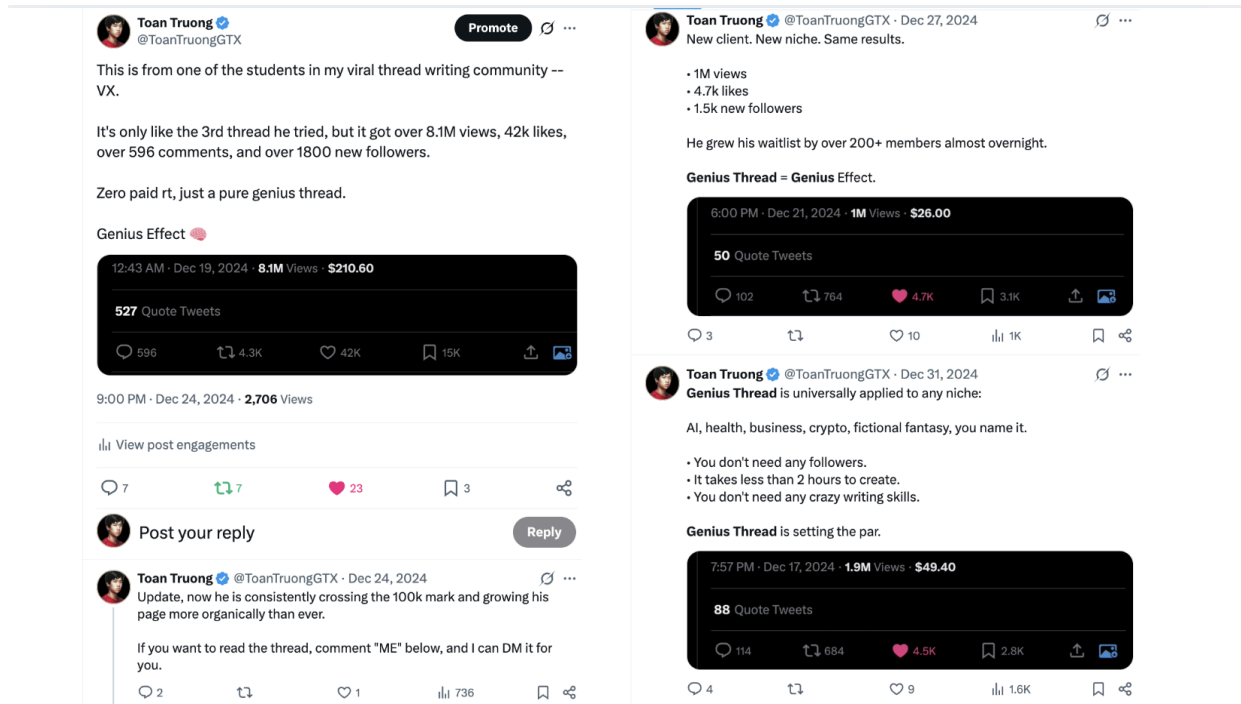 Toan Truong
@ToanTruongGTX
Promote
This is from one of the students in my viral thread writing community --
VX.
It's only like the 3rd thread he tried, but it got over 8.1M views, 42k likes,
over 596 comments, and over 1800 new followers.
Zero paid rt, just a pure genius thread.
Genius Effect 🧠
12:43 AM · Dec 19, 2024 · 8.1M Views · $210.60
527 Quote Tweets
596 4.3K 42K 15K
9:00 PM · Dec 24, 2024 · 2,706 Views
View post engagements
7 7 23 3
Post your reply
Reply
Toan Truong @ToanTruongGTX · Dec 24, 2024
Update, now he is consistently crossing the 100k mark and growing his
page more organically than ever.
If you want to read the thread, comment "ME" below, and I can DM it for
you.
2 1 736
Toan Truong @ToanTruongGTX · Dec 27, 2024
New client. New niche. Same results.
• 1M views
• 4.7k likes
• 1.5k new followers
He grew his waitlist by over 200+ members almost overnight.
Genius Thread = Genius Effect.
6:00 PM · Dec 21, 2024 · 1M Views · $26.00
50 Quote Tweets
102 764 4.7K 3.1K
3 10 1K
Toan Truong @ToanTruongGTX · Dec 31, 2024
Genius Thread is universally applied to any niche:
AI, health, business, crypto, fictional fantasy, you name it.
• You don't need any followers.
• It takes less than 2 hours to create.
• You don't need any crazy writing skills.
Genius Thread is setting the par.
7:57 PM · Dec 17, 2024 · 1.9M Views · $49.40
88 Quote Tweets
114 684 4.5K 2.8K
4 9 1.6K